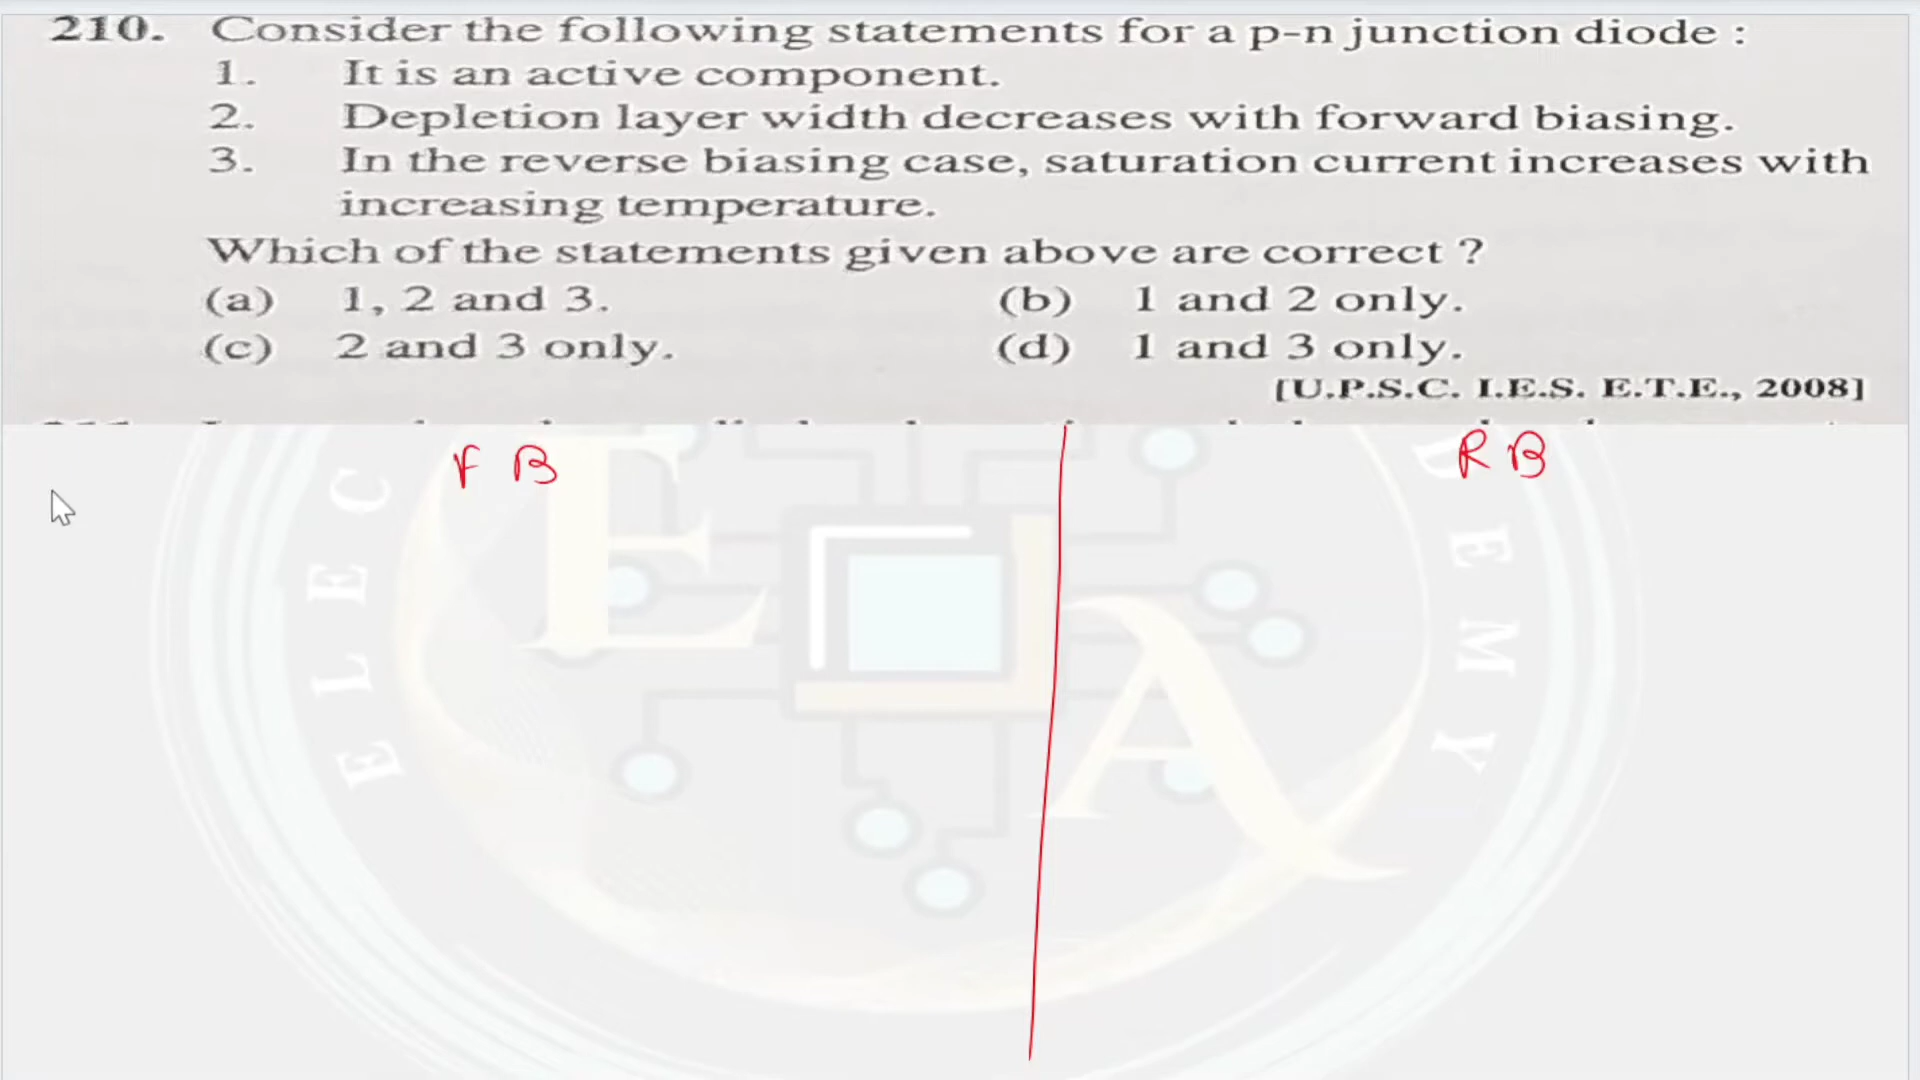 210. Consider the following statements for a p-n junction diode :
1. It is an active component.
2. Depletion layer width decreases with forward biasing.
3. In the reverse biasing case, saturation current increases with
increasing temperature.
Which of the statements given above are correct ?
(a) 1, 2 and 3. (b) 1 and 2 only.
(c) 2 and 3 only. (d) 1 and 3 only.
[U.P.S.C. I.E.S. E.T.E., 2008]
F B R B
E L E C
E A
D E M Y